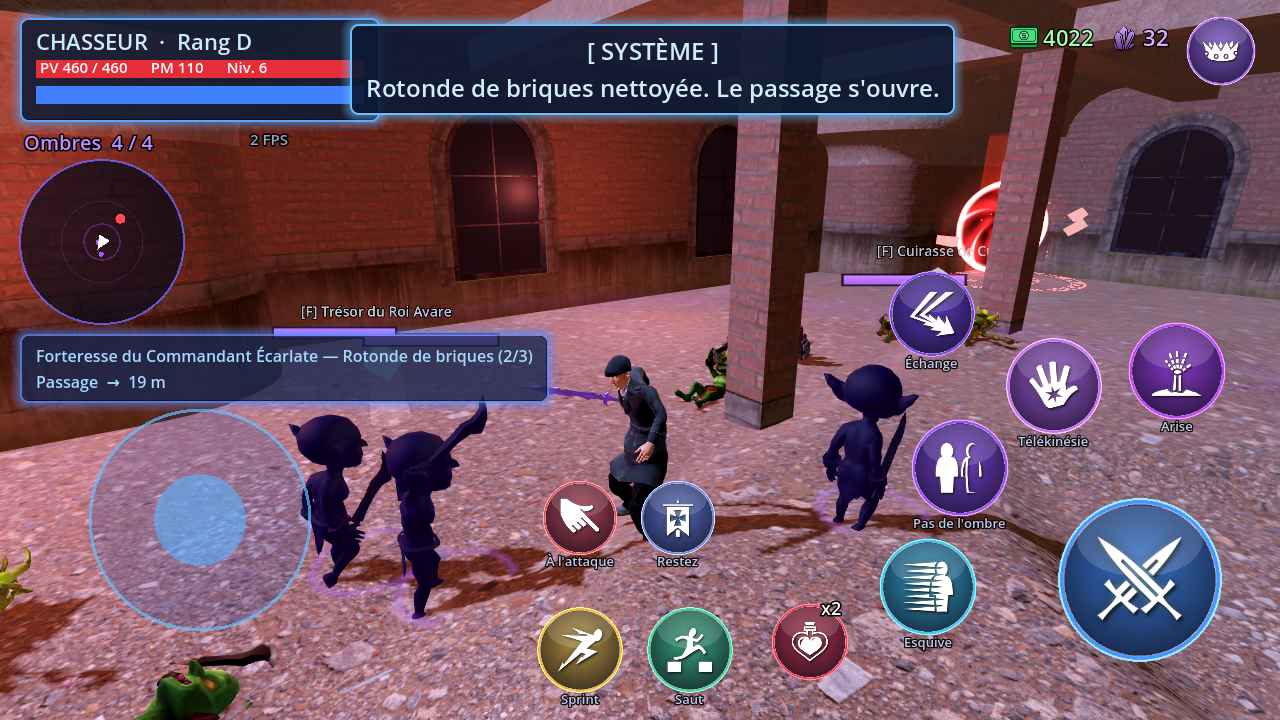 CHASSEUR · Rang D
PV 460 / 460 PM 110 Niv. 6
[ SYSTÈME ]
Rotonde de briques nettoyée. Le passage s'ouvre.
4022
32
Ombres 4 / 4
2 FPS
[F] Cuirasse
[F] Trésor du Roi Avare
Forteresse du Commandant Écarlate — Rotonde de briques (2/3)
Passage → 19 m
Échange
Télékinésie
Arise
Pas de l'ombre
À l'attaque
Restez
Esquive
x2
Sprint
Saut